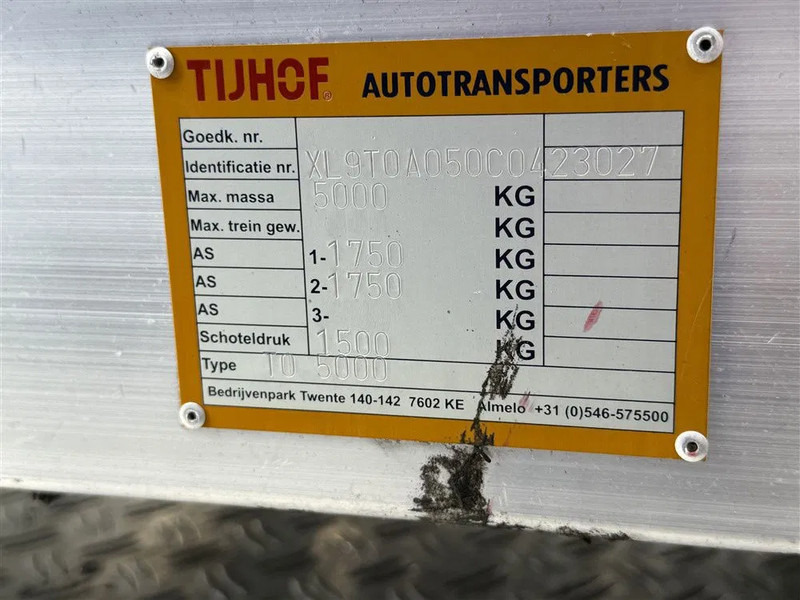 TIJHOF® AUTOTRANSPORTERS
Goedk. nr.
Identificatie nr. XL9T0A050C0423027
Max. massa 5000 KG
Max. trein gew. KG
AS 1-1750 KG
AS 2-1750 KG
AS 3- KG
Schoteldruk 1500 KG
Type TO 5000
Bedrijvenpark Twente 140-142 7602 KE Almelo +31 (0)546-575500